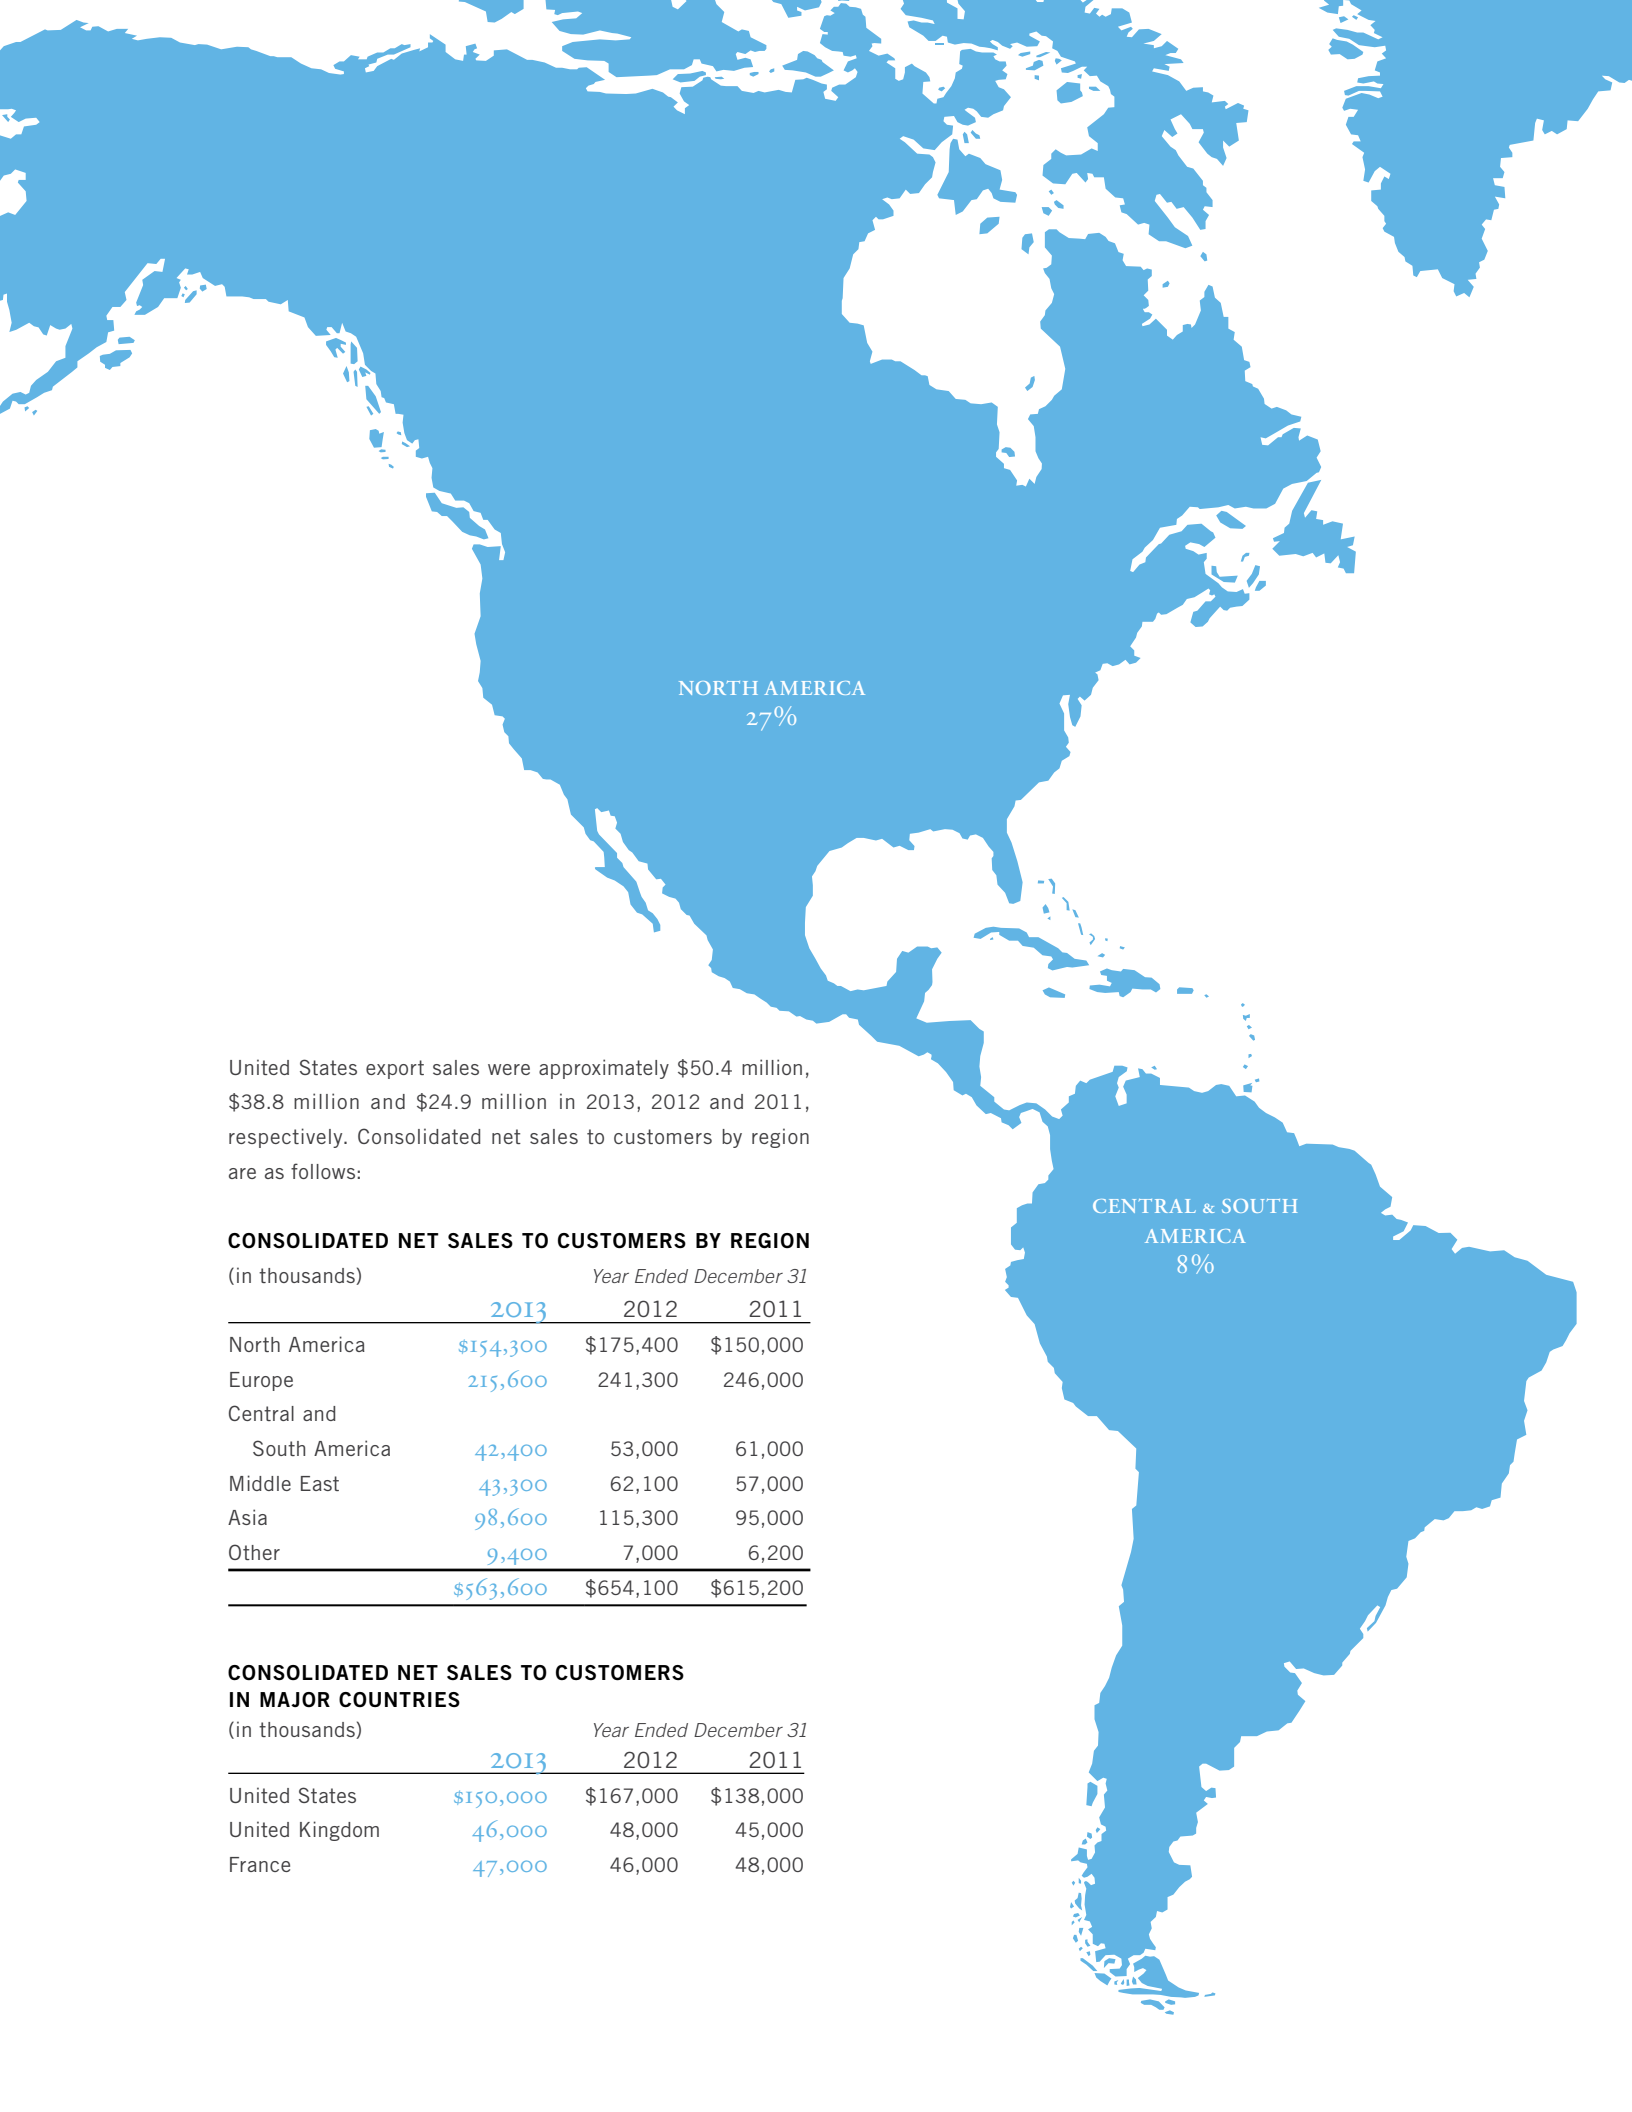 NORTH AMERICA
27%
United States export sales were approximately $50.4 million,
$38.8 million and $24.9 million in 2013, 2012 and 2011,
respectively. Consolidated net sales to customers by region
are as follows:
CENTRAL & SOUTH
AMERICA
8%
CONSOLIDATED NET SALES TO CUSTOMERS BY REGION
(in thousands) Year Ended December 31
2013 2012 2011
North America $154,300 $175,400 $150,000
Europe 215,600 241,300 246,000
Central and
South America 42,400 53,000 61,000
Middle East 43,300 62,100 57,000
Asia 98,600 115,300 95,000
Other 9,400 7,000 6,200
$563,600 $654,100 $615,200
CONSOLIDATED NET SALES TO CUSTOMERS
IN MAJOR COUNTRIES
(in thousands) Year Ended December 31
2013 2012 2011
United States $150,000 $167,000 $138,000
United Kingdom 46,000 48,000 45,000
France 47,000 46,000 48,000